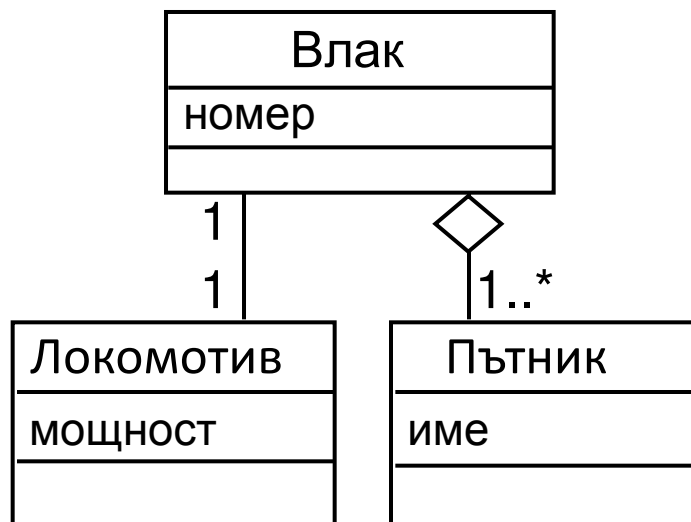 Влак
номер
1
1
1..*
Локомотив
мощност
Пътник
име